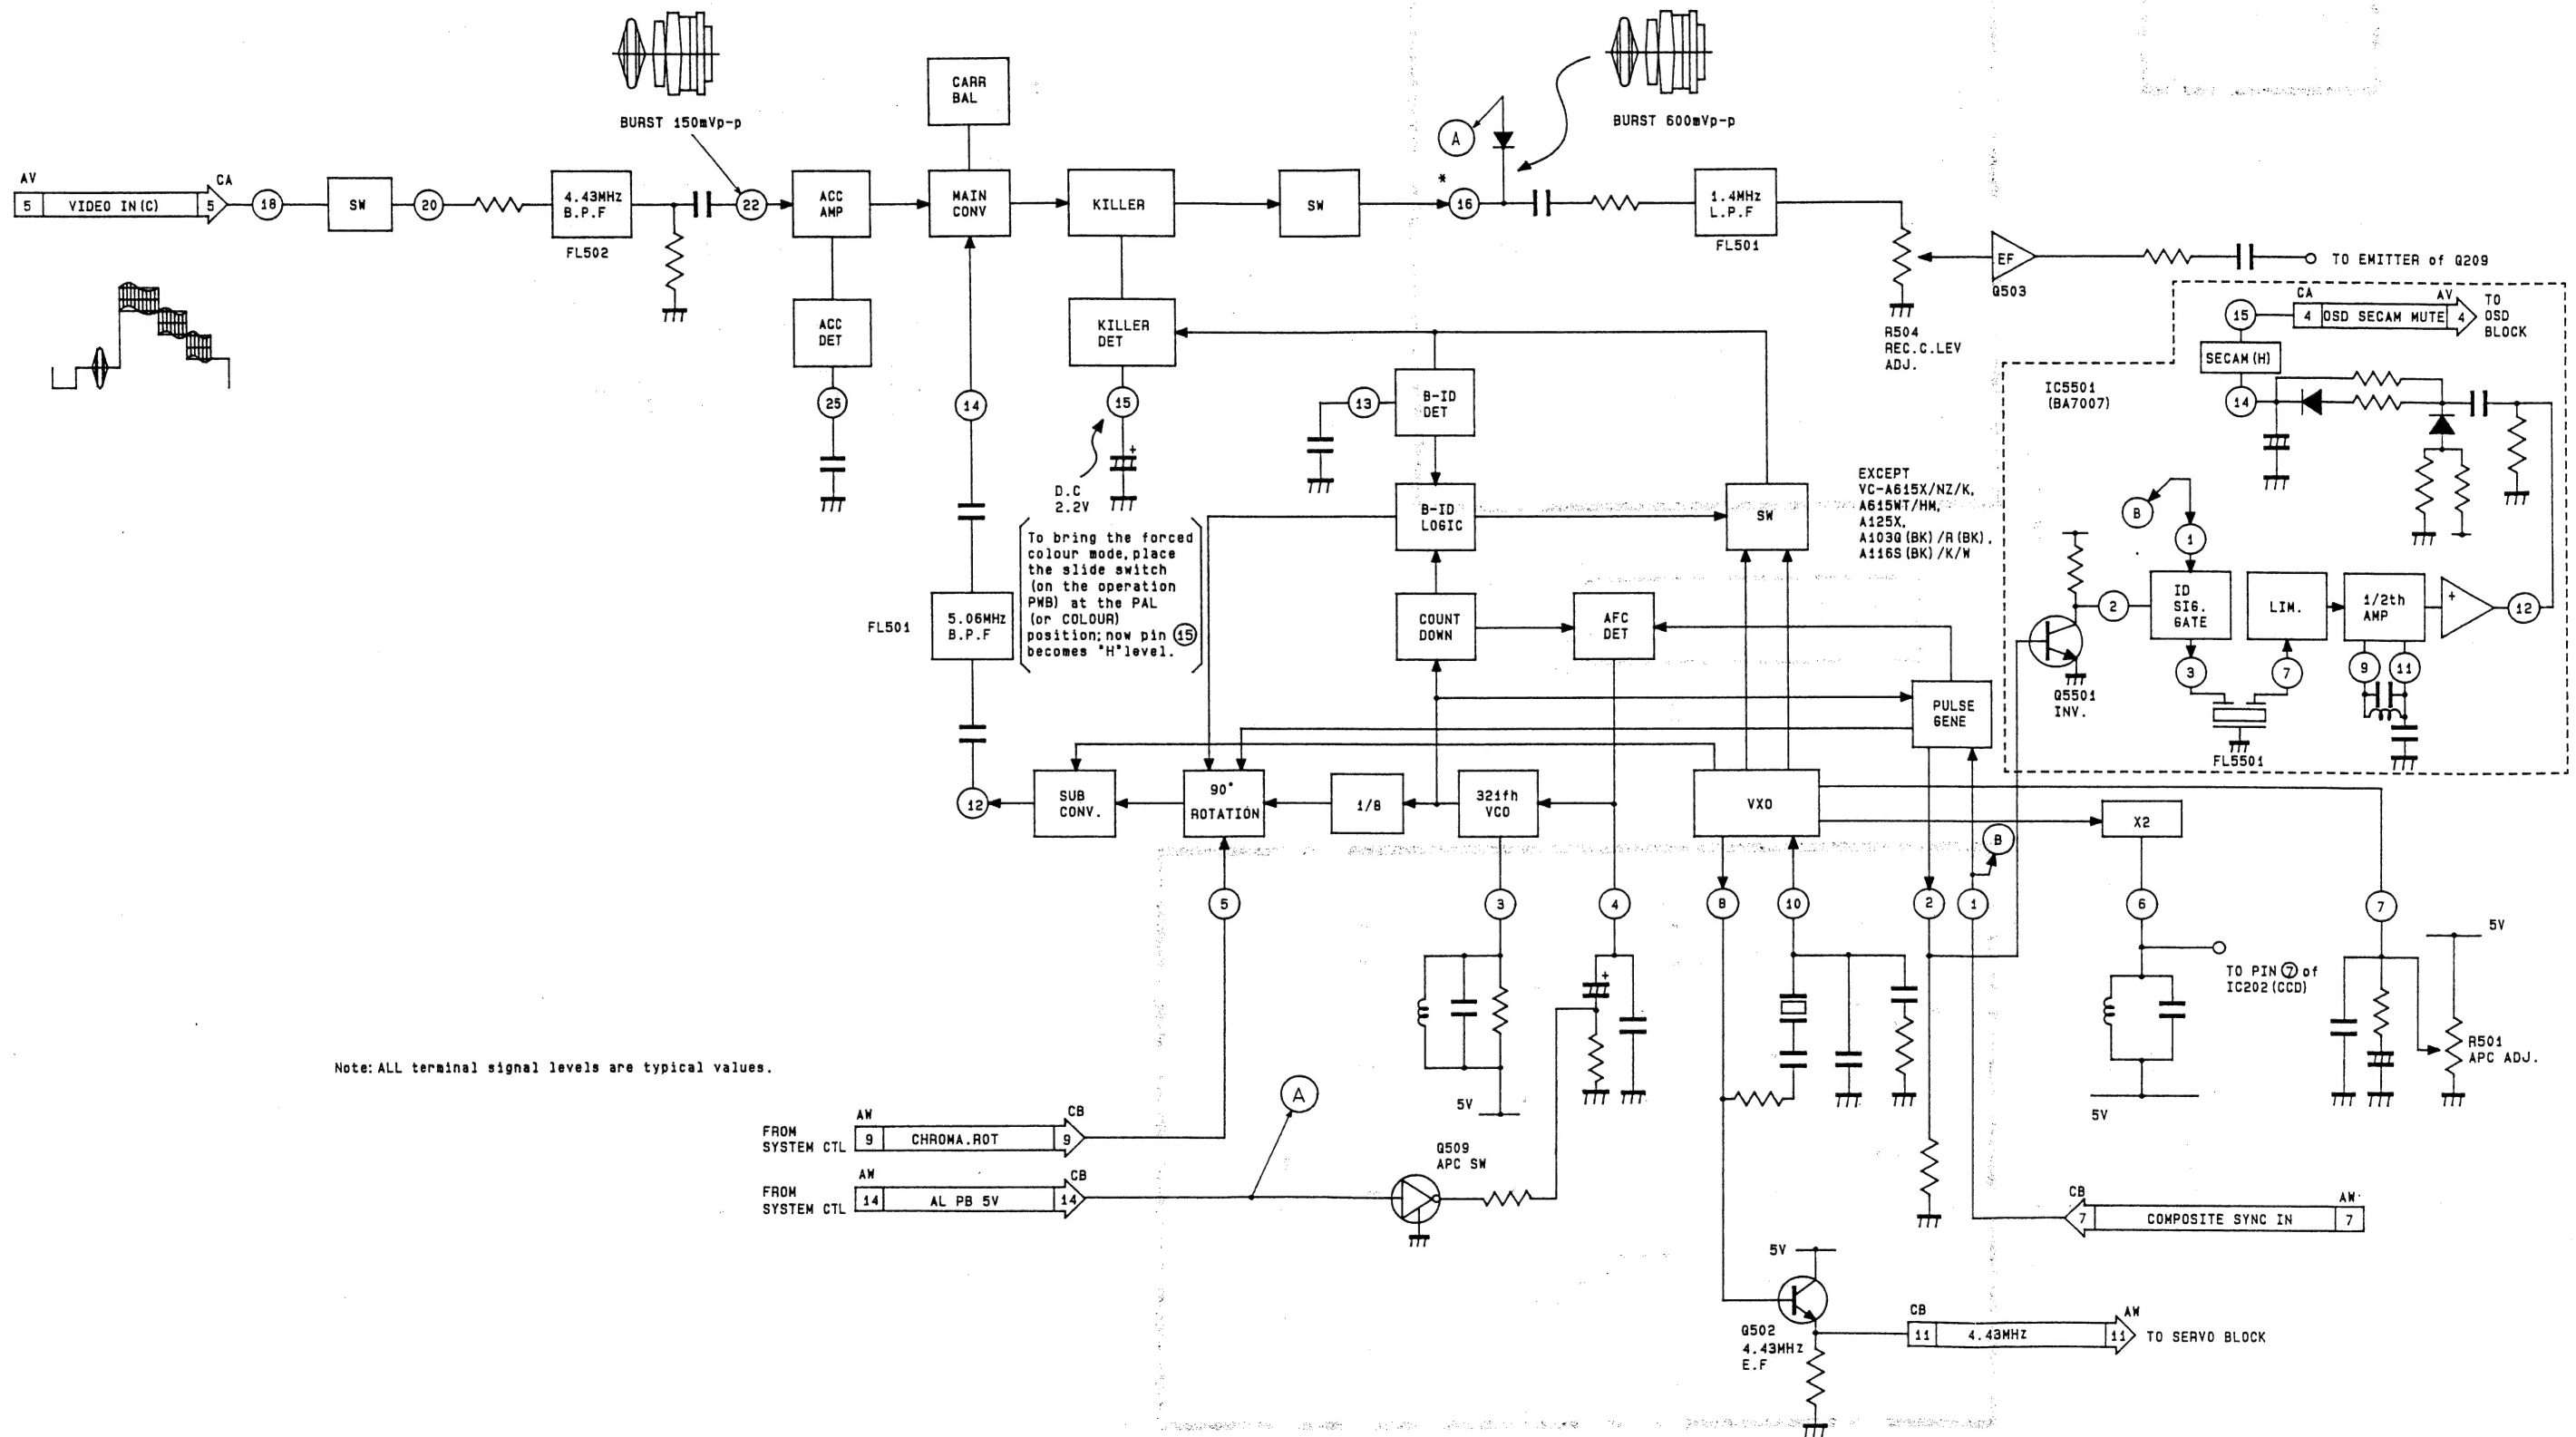 BURST 150mVp-p
CARR
BAL
A
BURST 600mVp-p
AV
5 VIDEO IN(C) 5
CA
18
SW
20
4.43MHz
B.P.F
FL502
22
ACC
AMP
MAIN
CONV
KILLER
SW
*
16
1.4MHz
L.P.F
FL501
EF
Q503
TO EMITTER of Q209
R504
REC.C.LEV
ADJ.
ACC
DET
KILLER
DET
25
14
15
D.C
2.2V
13
B-ID
DET
B-ID
LOGIC
SW
To bring the forced
colour mode,place
the slide switch
(on the operation
PWB) at the PAL
(or COLOUR)
position;now pin 15
becomes "H"level.
FL501
5.06MHz
B.P.F
COUNT
DOWN
AFC
DET
EXCEPT
VC-A615X/NZ/K,
A615WT/HM,
A125X,
A103G(BK)/R(BK),
A116S(BK)/K/W
IC5501
(BA7007)
15
CA
4 OSD SECAM MUTE 4
AV
TO
OSD
BLOCK
SECAM(H)
14
B
1
2
ID
SIG.
GATE
LIM.
1/2th
AMP
+
12
3
7
9
11
Q5501
INV.
FL5501
PULSE
GENE
12
SUB
CONV.
90°
ROTATION
1/8
321fh
VCO
VXO
X2
B
5
3
4
8
10
2
1
6
7
5V
TO PIN 7 of
IC202(CCD)
R501
APC ADJ.
+
5V
5V
Note:ALL terminal signal levels are typical values.
A
FROM
SYSTEM CTL
AW
9 CHROMA.ROT 9
CB
FROM
SYSTEM CTL
AW
14 AL PB 5V 14
CB
Q509
APC SW
CB
7 COMPOSITE SYNC IN 7
AW
5V
Q502
4.43MHz
E.F
CB
11 4.43MHz 11
AW
TO SERVO BLOCK